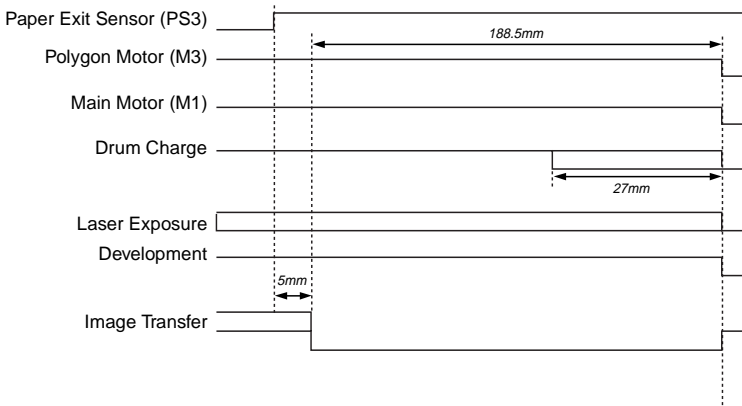 Paper Exit Sensor (PS3)
188.5mm
Polygon Motor (M3)
Main Motor (M1)
Drum Charge
27mm
Laser Exposure
Development
5mm
Image Transfer